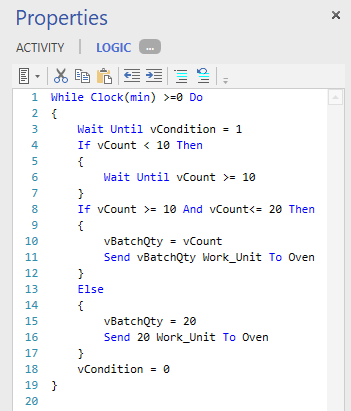 Properties ×
ACTIVITY | LOGIC ...
1 While Clock(min) >=0 Do
2 {
3 Wait Until vCondition = 1
4 If vCount < 10 Then
5 {
6 Wait Until vCount >= 10
7 }
8 If vCount >= 10 And vCount<= 20 Then
9 {
10 vBatchQty = vCount
11 Send vBatchQty Work_Unit To Oven
12 }
13 Else
14 {
15 vBatchQty = 20
16 Send 20 Work_Unit To Oven
17 }
18 vCondition = 0
19 }
20